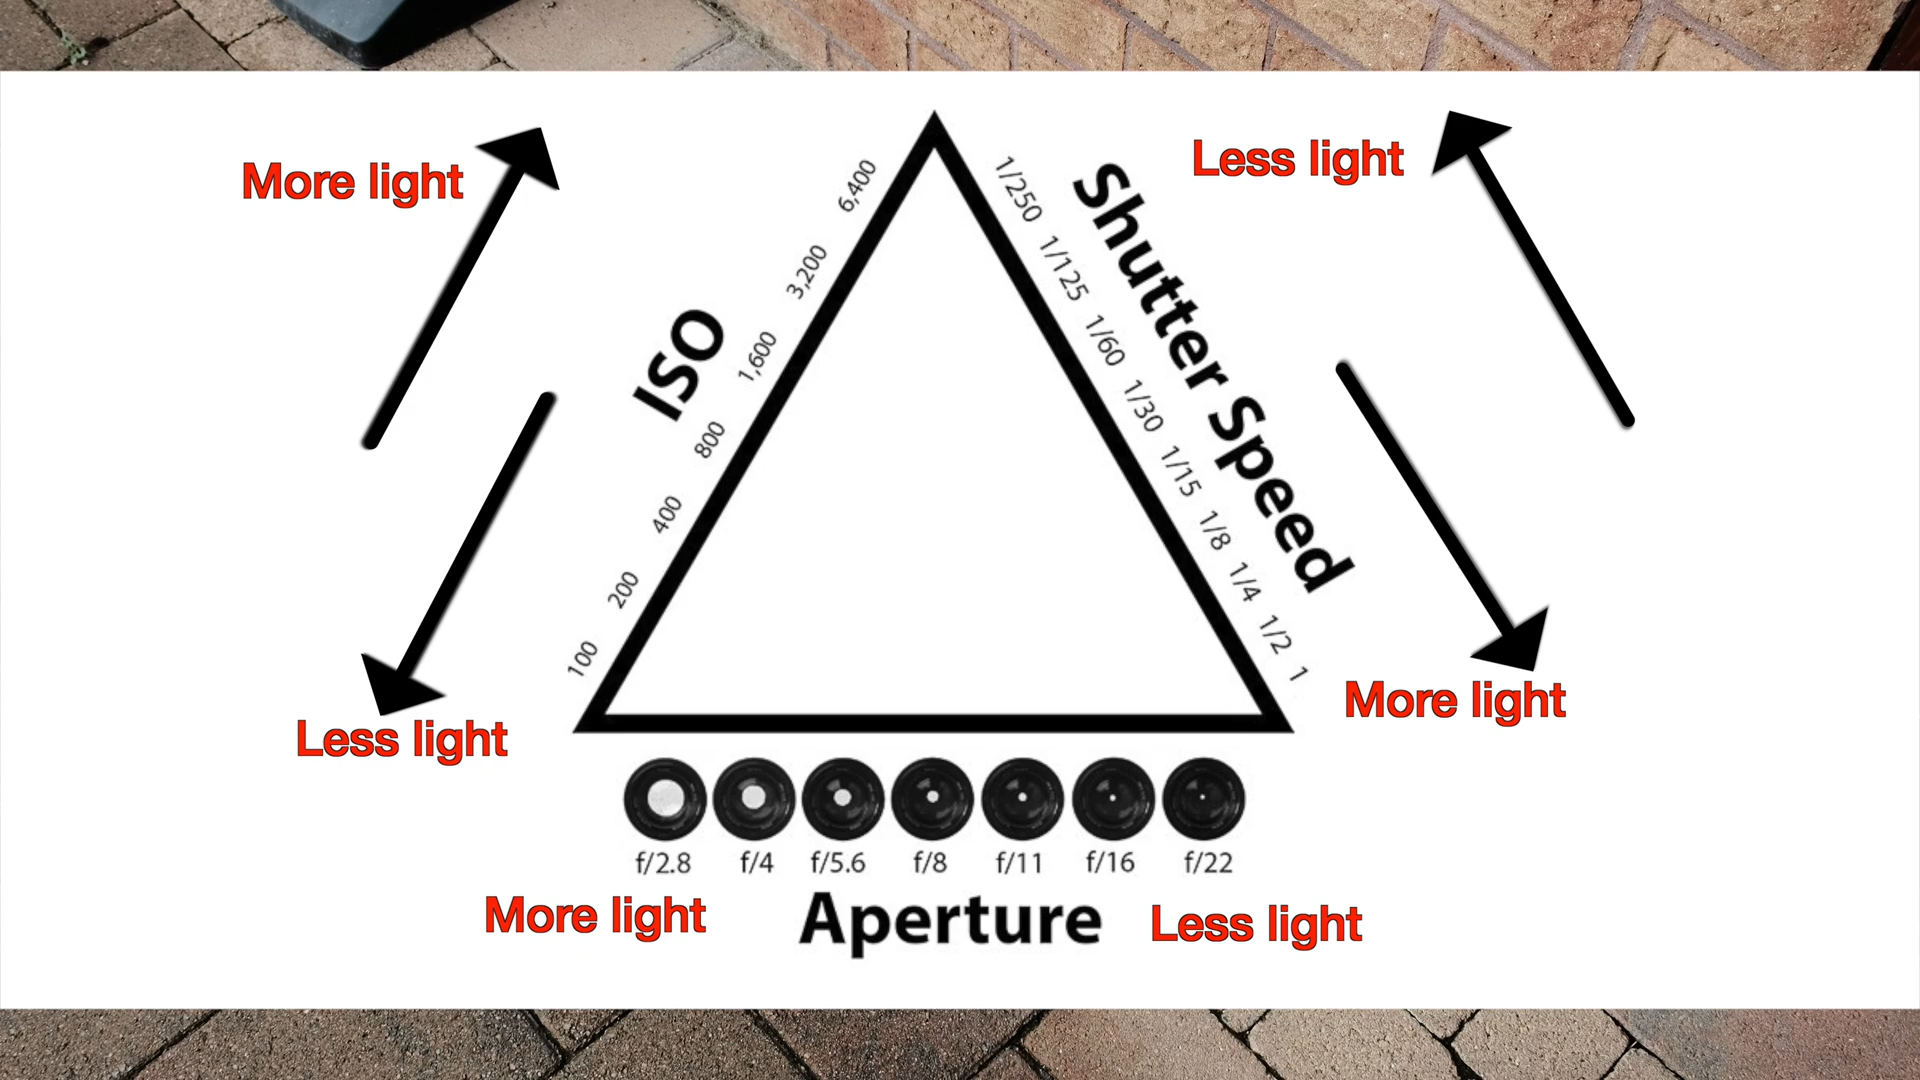 More light
Less light
ISO
6,400
3,200
1,600
800
400
200
100
Shutter Speed
1/250
1/125
1/60
1/30
1/15
1/8
1/4
1/2
1
Less light
More light
f/2.8 f/4 f/5.6 f/8 f/11 f/16 f/22
More light Aperture Less light